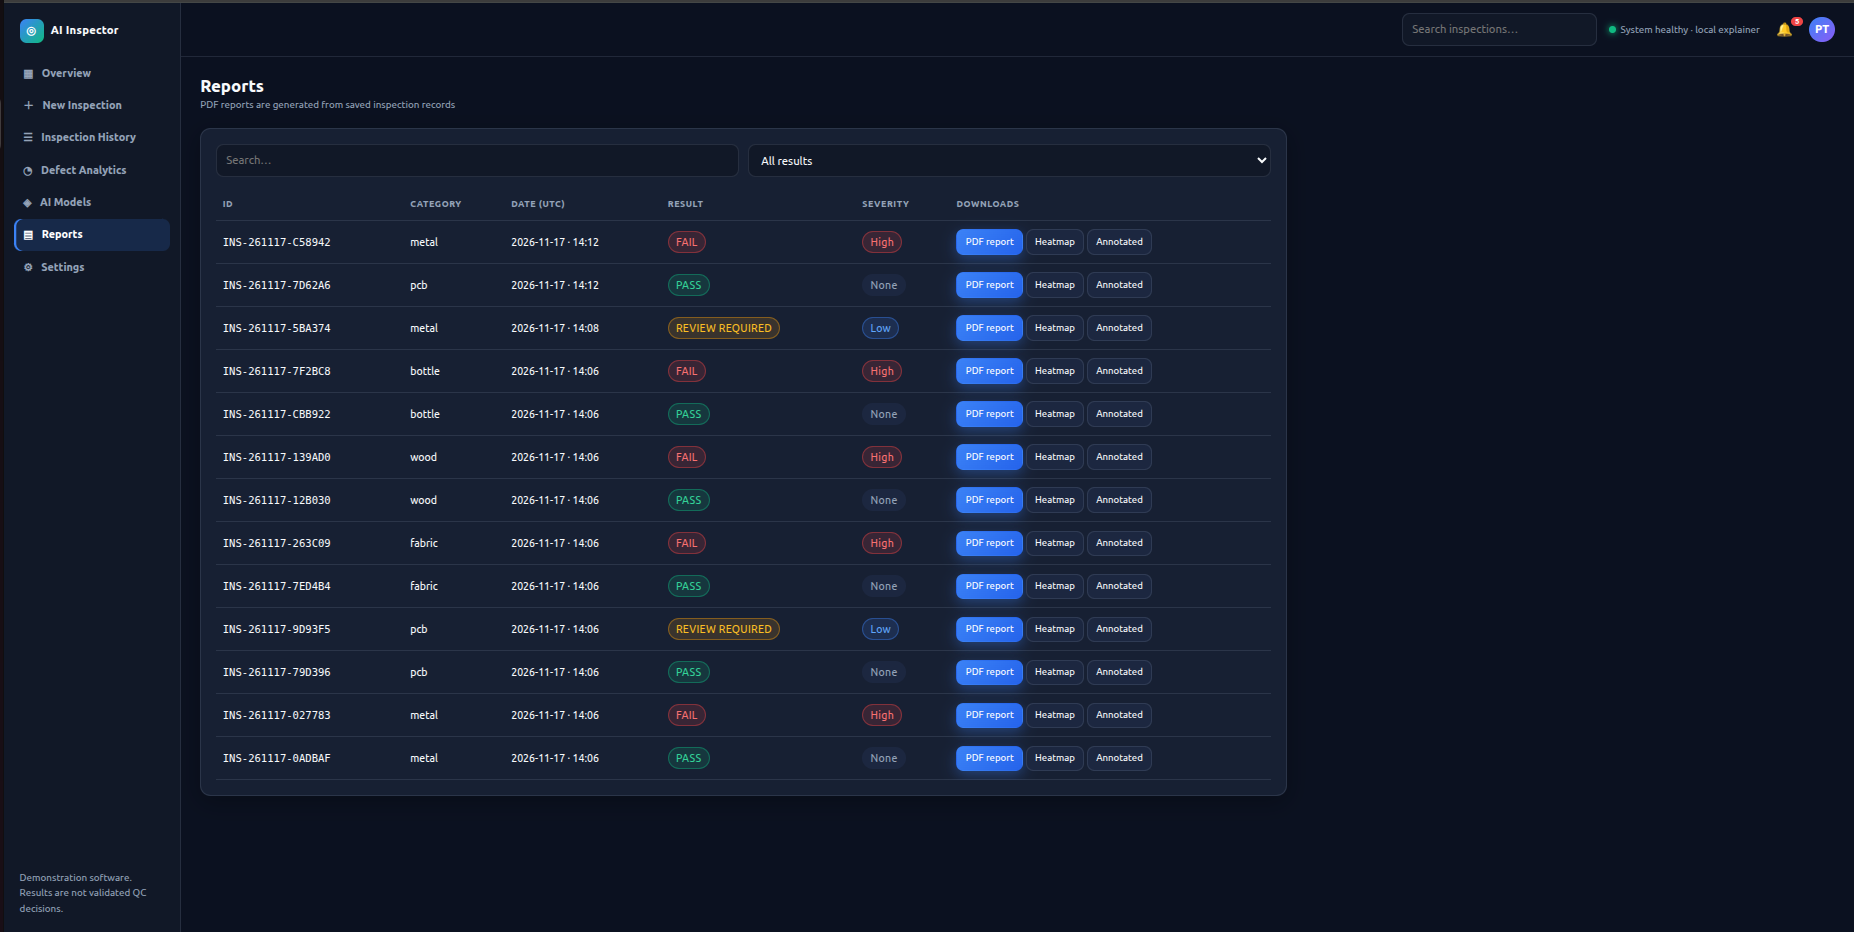 AI Inspector
Search inspections...
System healthy · local explainer
5
PT
Overview
New Inspection
Inspection History
Defect Analytics
AI Models
Reports
Settings
Reports
PDF reports are generated from saved inspection records
Search...
All results
ID CATEGORY DATE (UTC) RESULT SEVERITY DOWNLOADS
INS-261117-C58942 metal 2026-11-17 · 14:12 FAIL High PDF report Heatmap Annotated
INS-261117-7D62A6 pcb 2026-11-17 · 14:12 PASS None PDF report Heatmap Annotated
INS-261117-5BA374 metal 2026-11-17 · 14:08 REVIEW REQUIRED Low PDF report Heatmap Annotated
INS-261117-7F2BC8 bottle 2026-11-17 · 14:06 FAIL High PDF report Heatmap Annotated
INS-261117-CBB922 bottle 2026-11-17 · 14:06 PASS None PDF report Heatmap Annotated
INS-261117-139AD0 wood 2026-11-17 · 14:06 FAIL High PDF report Heatmap Annotated
INS-261117-12B030 wood 2026-11-17 · 14:06 PASS None PDF report Heatmap Annotated
INS-261117-263C09 fabric 2026-11-17 · 14:06 FAIL High PDF report Heatmap Annotated
INS-261117-7ED4B4 fabric 2026-11-17 · 14:06 PASS None PDF report Heatmap Annotated
INS-261117-9D93F5 pcb 2026-11-17 · 14:06 REVIEW REQUIRED Low PDF report Heatmap Annotated
INS-261117-79D396 pcb 2026-11-17 · 14:06 PASS None PDF report Heatmap Annotated
INS-261117-027783 metal 2026-11-17 · 14:06 FAIL High PDF report Heatmap Annotated
INS-261117-0ADBAF metal 2026-11-17 · 14:06 PASS None PDF report Heatmap Annotated
Demonstration software.
Results are not validated QC
decisions.